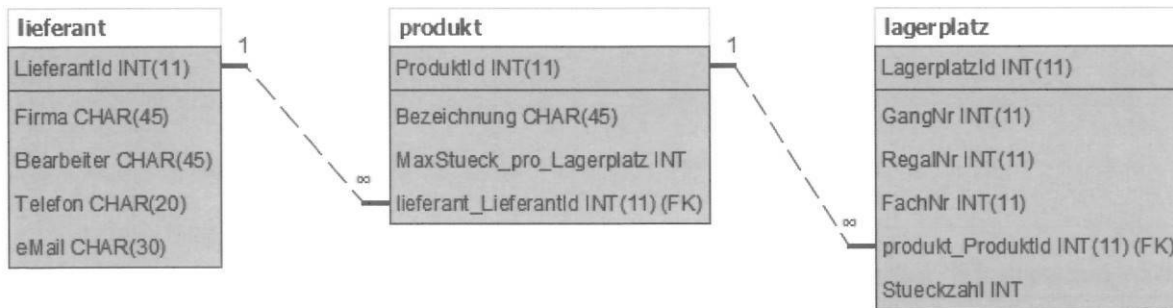 lieferant
LieferantId INT(11)
Firma CHAR(45)
Bearbeiter CHAR(45)
Telefon CHAR(20)
eMail CHAR(30)
1
∞
produkt
ProduktId INT(11)
Bezeichnung CHAR(45)
MaxStueck_pro_Lagerplatz INT
lieferant_LieferantId INT(11) (FK)
1
∞
lagerplatz
LagerplatzId INT(11)
GangNr INT(11)
RegalNr INT(11)
FachNr INT(11)
produkt_ProduktId INT(11) (FK)
Stueckzahl INT